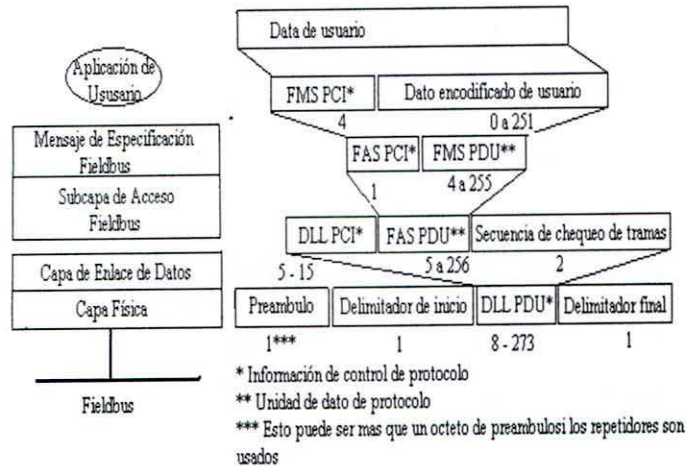 Data de usuario
Aplicación de
Ususario
FMS PCI*
Dato encodificado de usuario
4
0 a 251
Mensaje de Especificación
Fieldbus
FAS PCI*
FMS PDU**
1
4 a 255
Subcapa de Acceso
Fieldbus
DLL PCI*
FAS PDU**
Secuencia de chequeo de tramas
5 - 15
5 a 256
2
Capa de Enlace de Datos
Capa Física
Preambulo
Delimitador de inicio
DLL PDU*
Delimitador final
1***
1
8 - 273
1
Fieldbus
* Información de control de protocolo
** Unidad de dato de protocolo
*** Esto puede ser mas que un octeto de preambulosi los repetidores son
usados